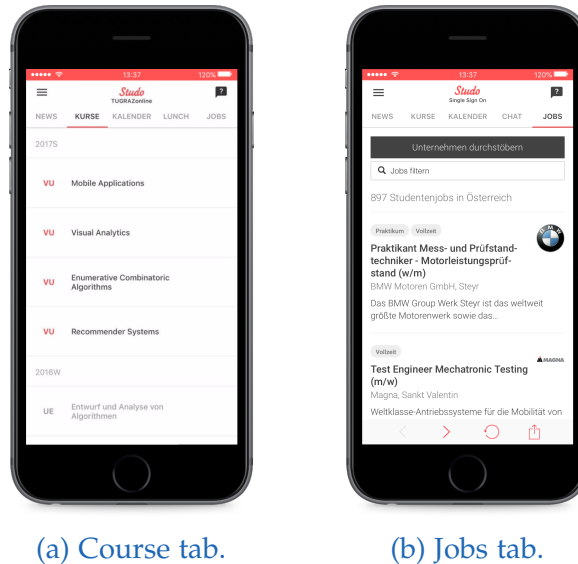 13:37
120%
Studo
TUGRAZonline
?
NEWS KURSE KALENDER LUNCH JOBS
2017S
VU Mobile Applications
VU Visual Analytics
VU Enumerative Combinatoric
Algorithms
VU Recommender Systems
2016W
UE Entwurf und Analyse von
Algorithmen
(a) Course tab.
13:37
120%
Studo
Single Sign On
?
NEWS KURSE KALENDER CHAT JOBS
Unternehmen durchstöbern
Jobs filtern
897 Studentenjobs in Österreich
Praktikum Vollzeit
BMW
Praktikant Mess- und Prüfstand-
techniker - Motorleistungsprüf-
stand (w/m)
BMW Motoren GmbH, Steyr
Das BMW Group Werk Steyr ist das weltweit
größte Motorenwerk sowie das...
Vollzeit
MAGNA
Test Engineer Mechatronic Testing
(m/w)
Magna, Sankt Valentin
Weltklasse-Antriebssysteme für die Mobilität von
(b) Jobs tab.